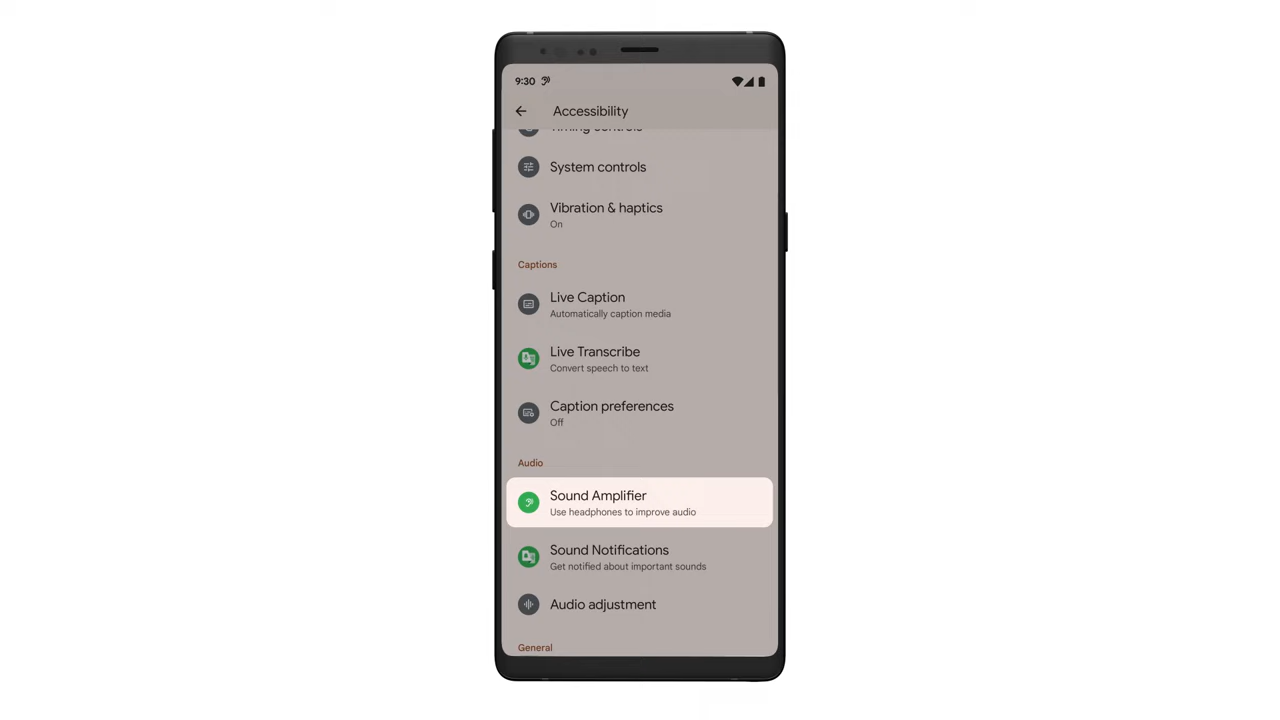 9:30
Accessibility
Timing controls
System controls
Vibration & haptics
On
Captions
Live Caption
Automatically caption media
Live Transcribe
Convert speech to text
Caption preferences
Off
Audio
Sound Amplifier
Use headphones to improve audio
Sound Notifications
Get notified about important sounds
Audio adjustment
General